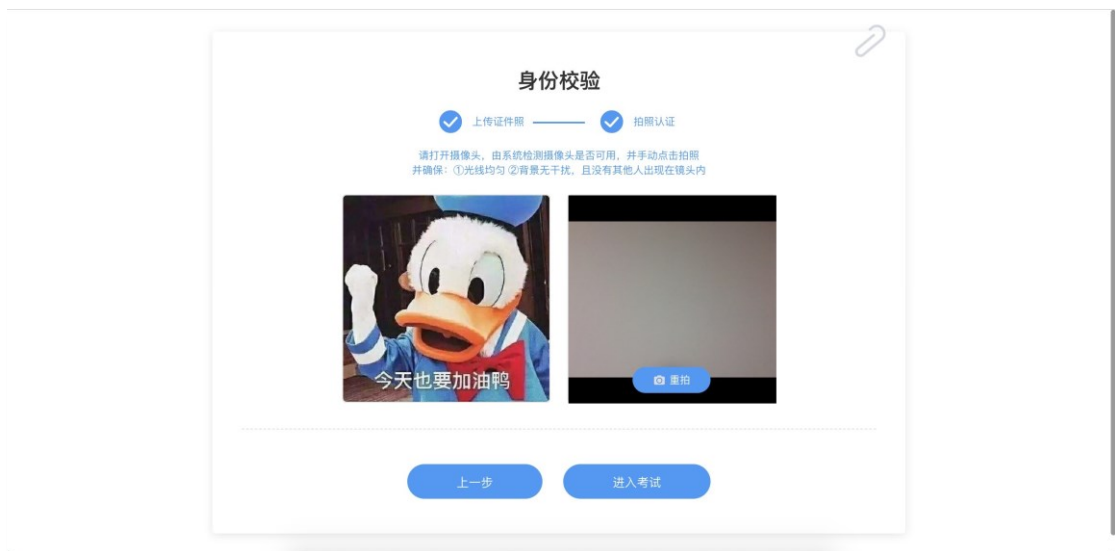 身份校验
上传证件照
拍照认证
请打开摄像头，由系统检测摄像头是否可用，并手动点击拍照
并确保：①光线均匀 ②背景无干扰、且没有其他人出现在镜头内
今天也要加油鸭
重拍
上一步
进入考试